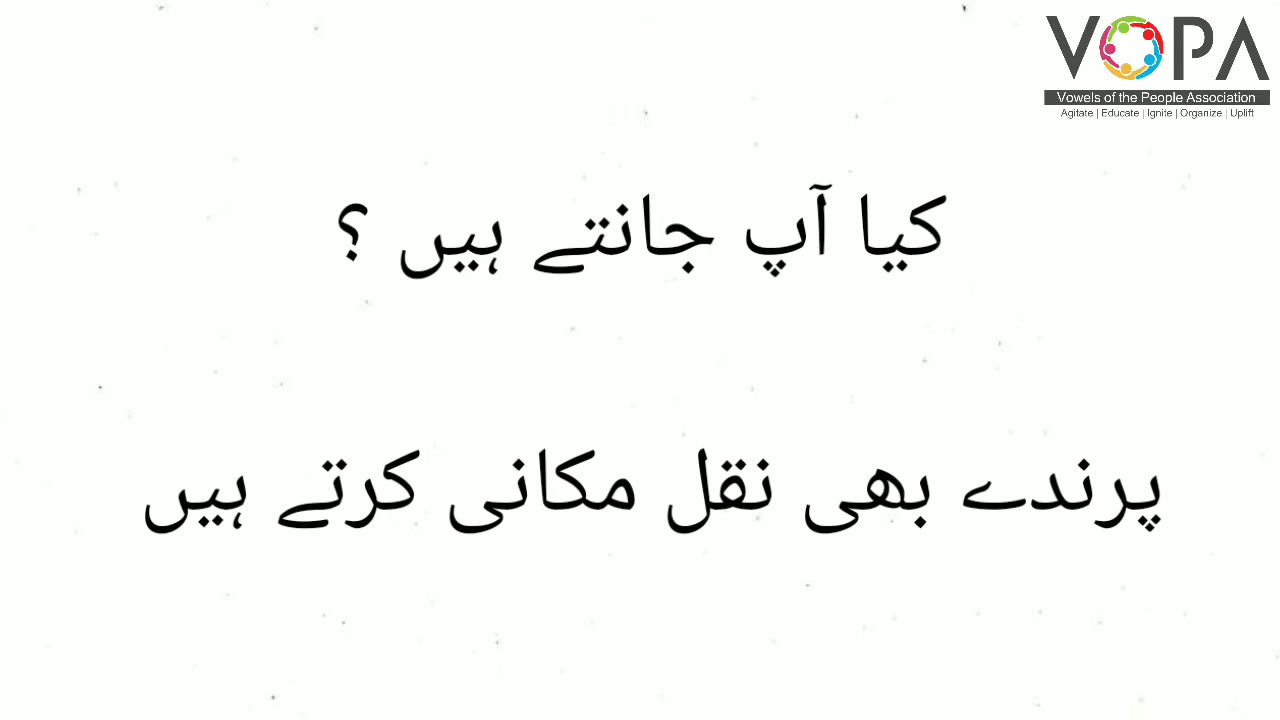 VOPA
Vowels of the People Association
Agitate | Educate | Ignite | Organize | Uplift
کیا آپ جانتے ہیں ؟
پرندے بھی نقل مکانی کرتے ہیں